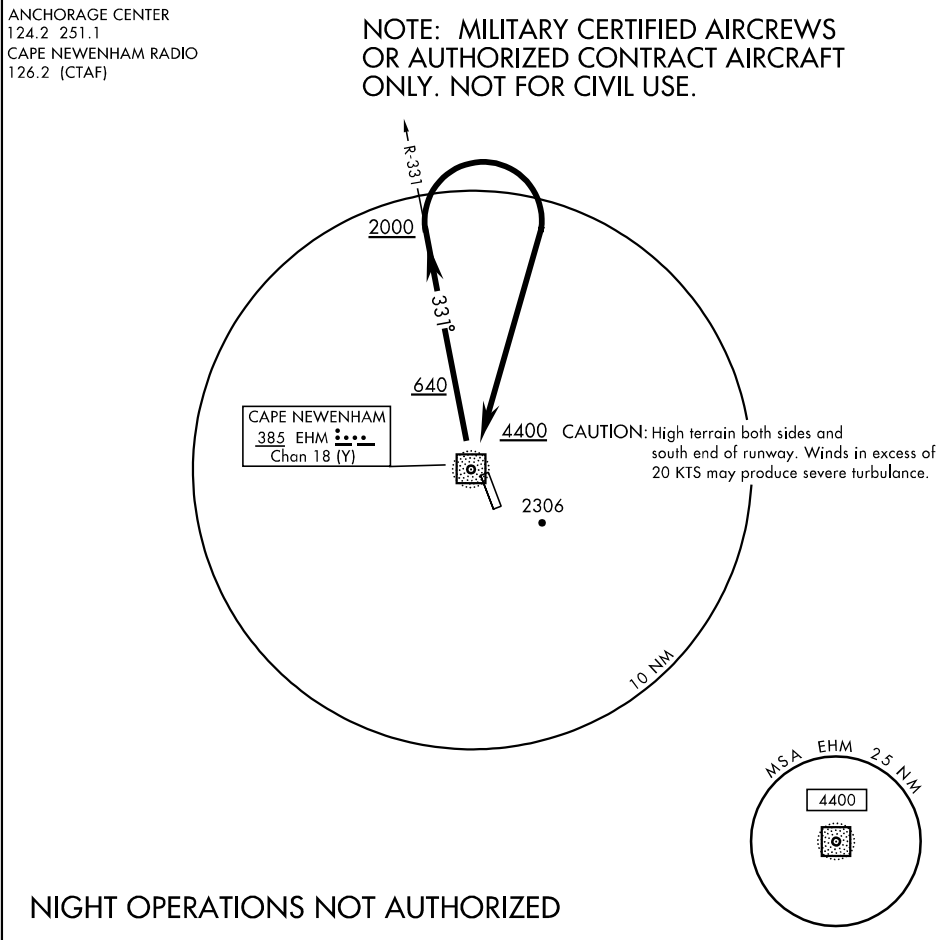 ANCHORAGE CENTER
124.2 251.1
CAPE NEWENHAM RADIO
126.2 (CTAF)
NOTE: MILITARY CERTIFIED AIRCREWS
OR AUTHORIZED CONTRACT AIRCRAFT
ONLY. NOT FOR CIVIL USE.
R-331
2000
331°
640
CAPE NEWENHAM
385 EHM
Chan 18 (Y)
4400
CAUTION: High terrain both sides and
south end of runway. Winds in excess of
20 KTS may produce severe turbulance.
2306
10 NM
MSA EHM 25 NM
4400
NIGHT OPERATIONS NOT AUTHORIZED